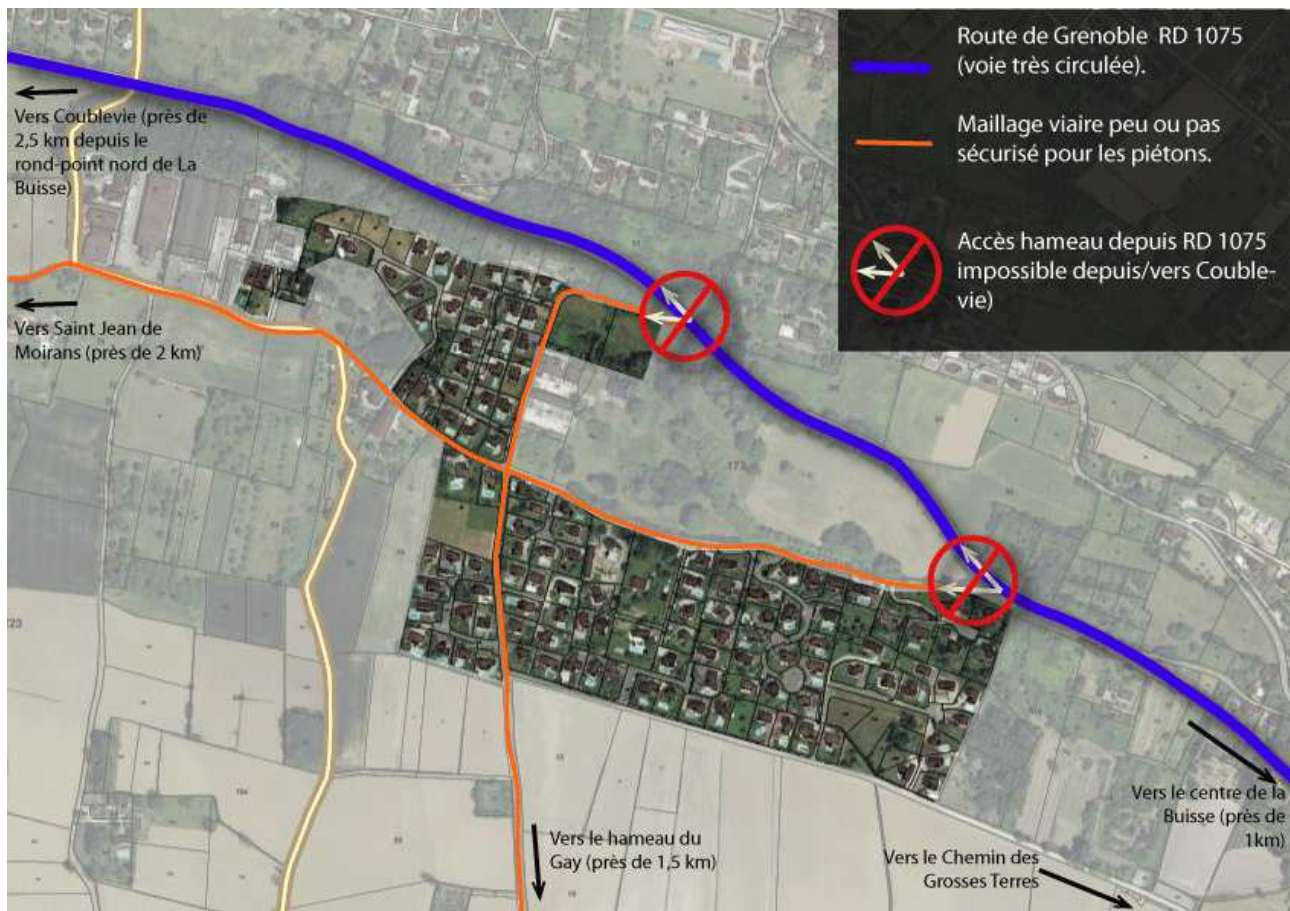 Route de Grenoble RD 1075
(voie très circulée).
Maillage viaire peu ou pas
sécurisé pour les piétons.
Accès hameau depuis RD 1075
impossible depuis/vers Couble-
vie)
Vers Coublevie (près de
2,5 km depuis le
rond-point nord de La
Buisse)
Vers Saint Jean de
Moirans (près de 2 km)
173
223
Vers le hameau du
Gay (près de 1,5 km)
Vers le Chemin des
Grosses Terres
Vers le centre de la
Buisse (près de
1km)